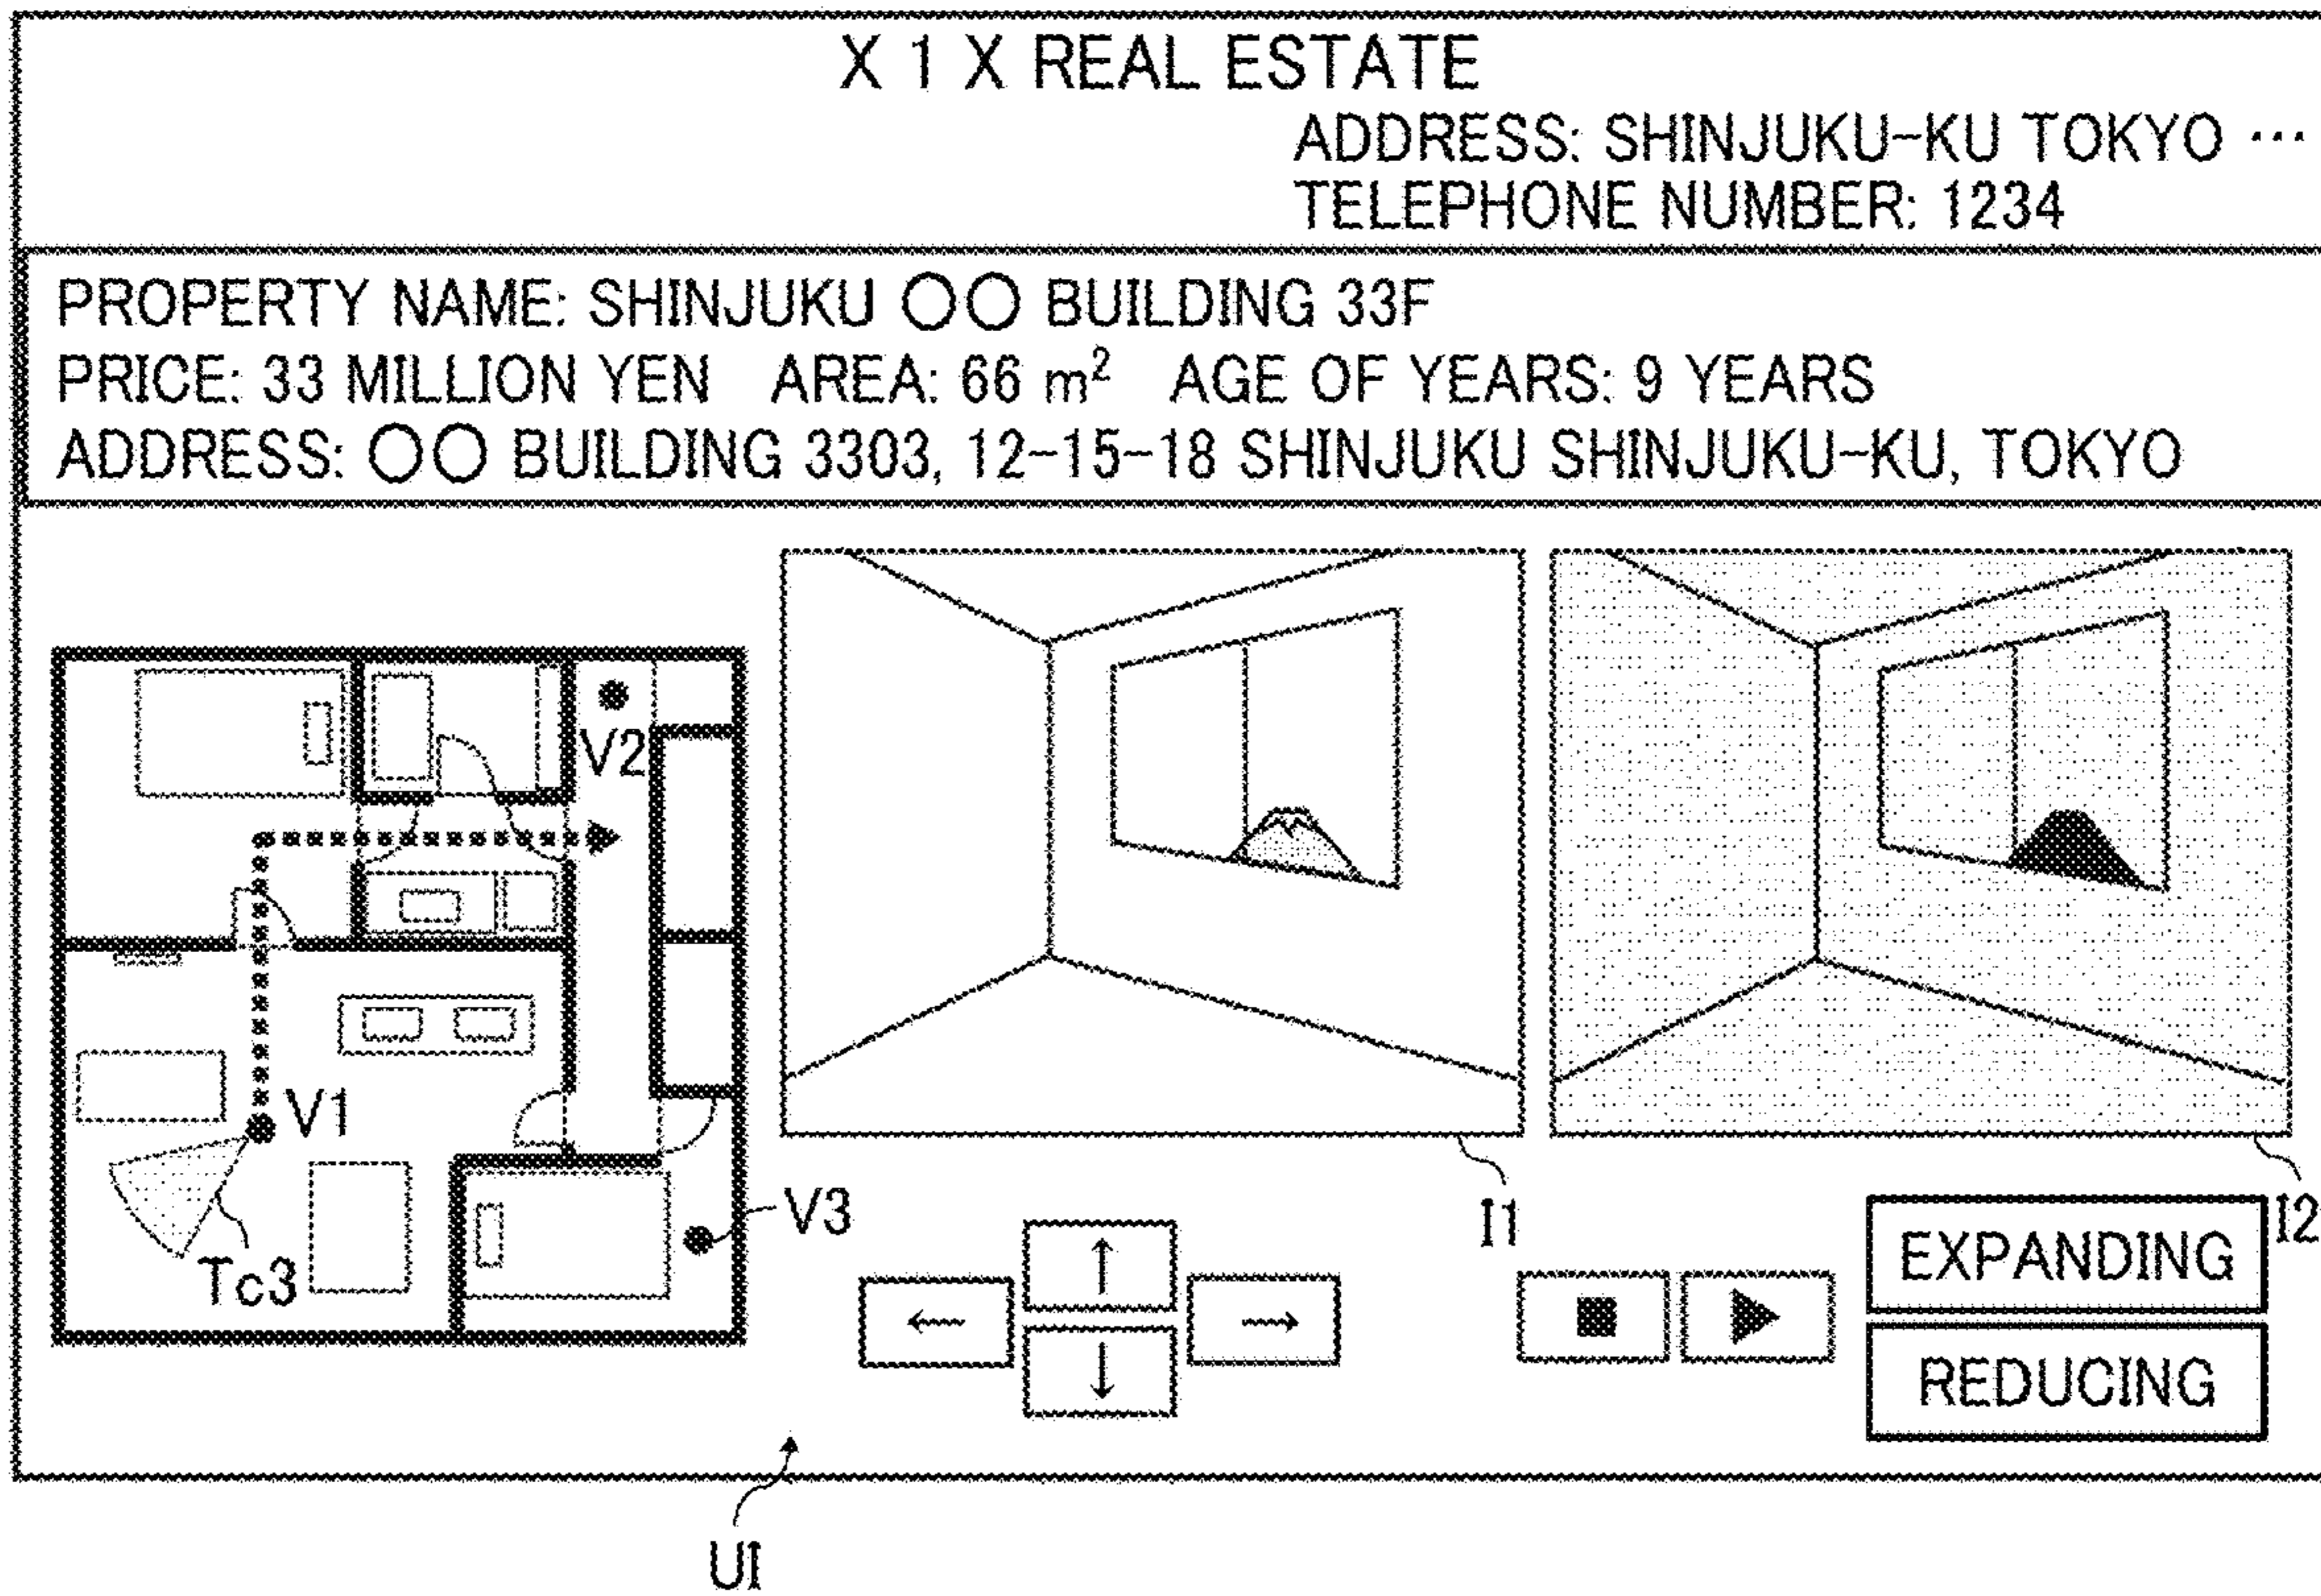 X 1 X REAL ESTATE
ADDRESS: SHINJUKU-KU TOKYO ···
TELEPHONE NUMBER: 1234
PROPERTY NAME: SHINJUKU ○○ BUILDING 33F
PRICE: 33 MILLION YEN AREA: 66 m² AGE OF YEARS: 9 YEARS
ADDRESS: ○○ BUILDING 3303, 12-15-18 SHINJUKU SHINJUKU-KU, TOKYO
V2
V1
V3
Tc3
I1
I2
←
↑
↓
→
■
▶
EXPANDING
REDUCING
UI